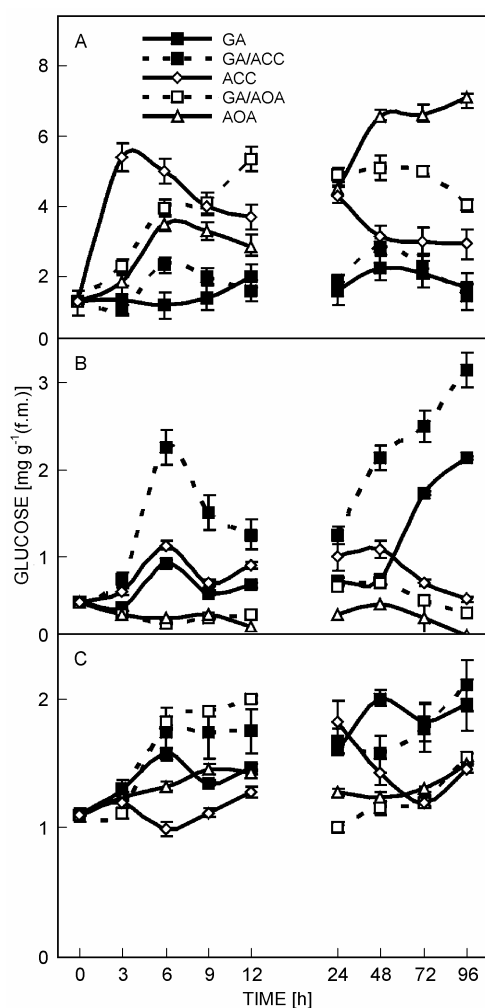 A
GA
GA/ACC
ACC
GA/AOA
AOA
8
6
4
2
0
B
3
2
1
0
GLUCOSE [mg g-1(f.m.)]
C
2
1
0
0 3 6 9 12 24 48 72 96
TIME [h]